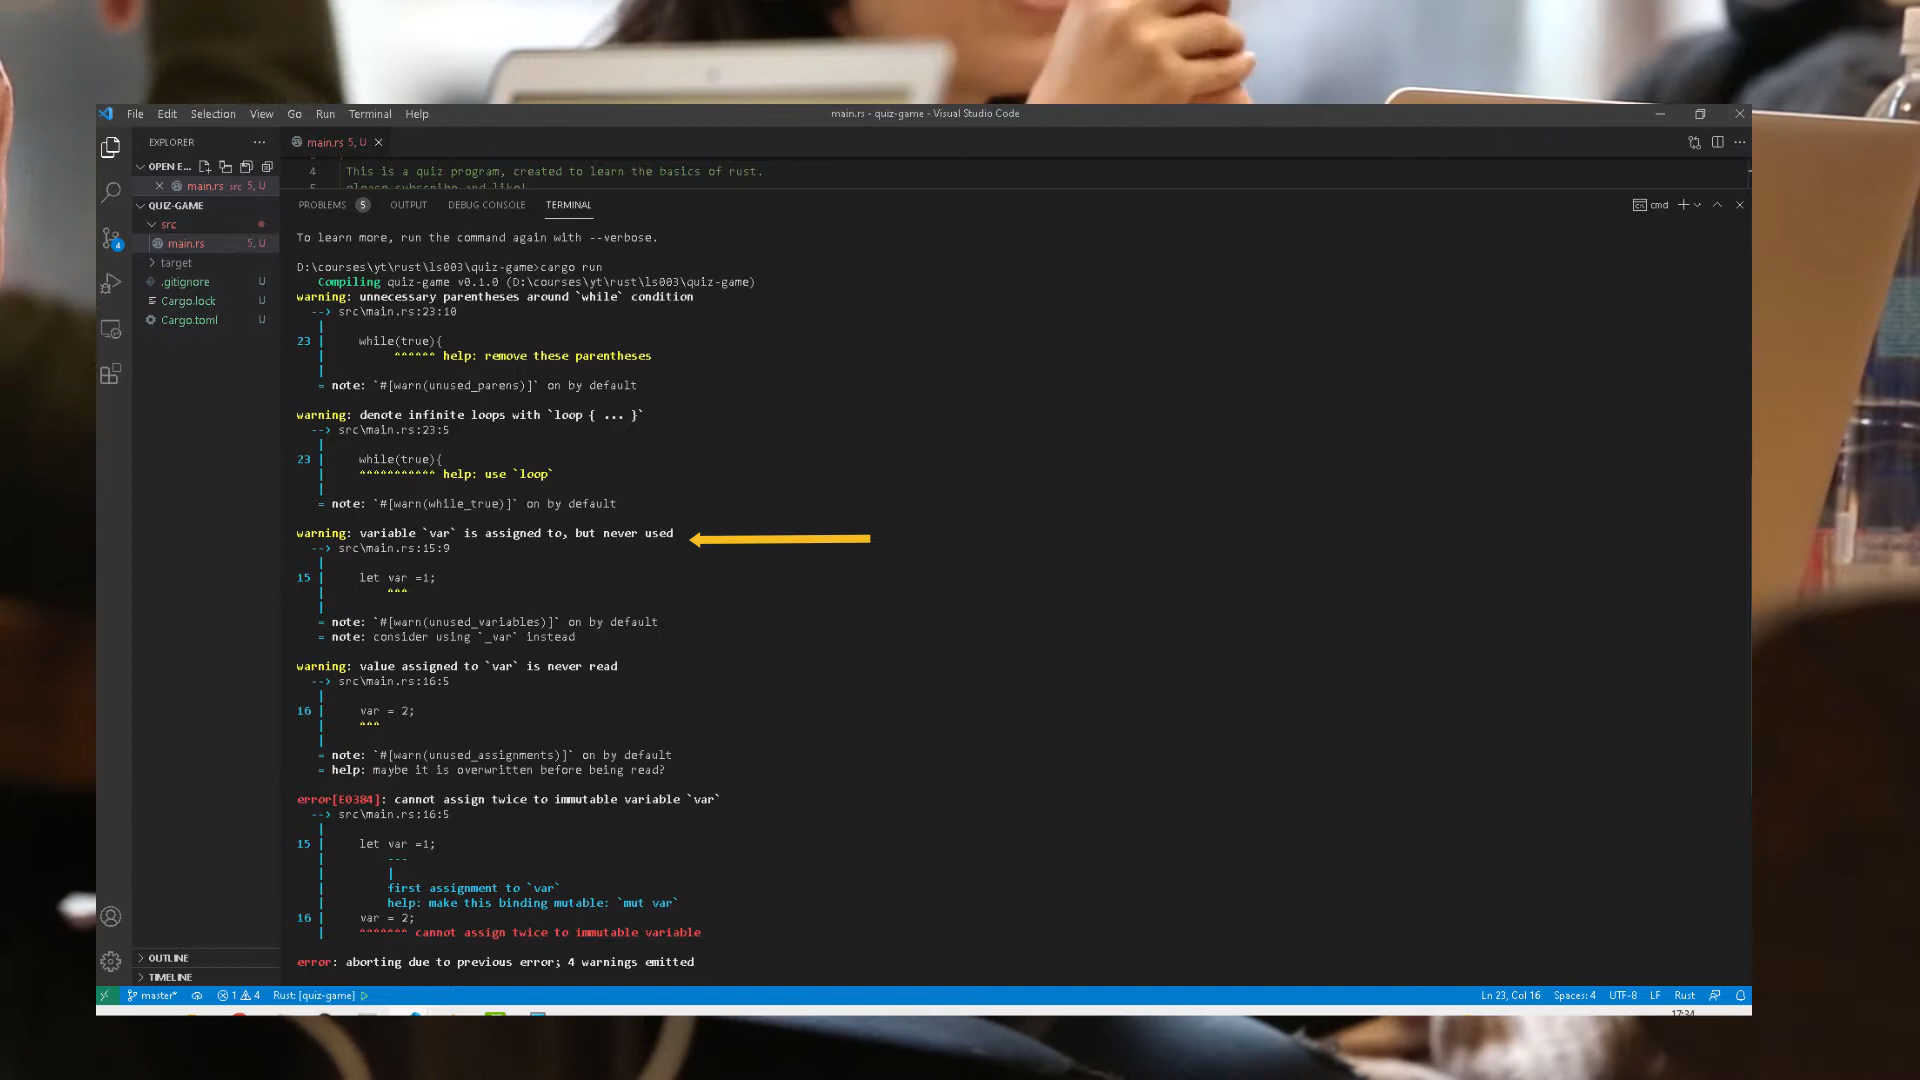 File Edit Selection View Go Run Terminal Help
main.rs - quiz-game - Visual Studio Code
EXPLORER
main.rs 5, U
OPEN E...
4 This is a quiz program, created to learn the basics of rust.
5 please subscribe and like!
main.rs src 5, U
QUIZ-GAME
src
main.rs 5, U
target
.gitignore U
Cargo.lock U
Cargo.toml U
PROBLEMS 5 OUTPUT DEBUG CONSOLE TERMINAL
cmd
To learn more, run the command again with --verbose.
D:\courses\yt\rust\ls003\quiz-game>cargo run
Compiling quiz-game v0.1.0 (D:\courses\yt\rust\ls003\quiz-game)
warning: unnecessary parentheses around `while` condition
--> src\main.rs:23:10
|
23 | while(true){
| ^^^^^^ help: remove these parentheses
|
= note: `#[warn(unused_parens)]` on by default
warning: denote infinite loops with `loop { ... }`
--> src\main.rs:23:5
|
23 | while(true){
| ^^^^^^^^^^^ help: use `loop`
|
= note: `#[warn(while_true)]` on by default
warning: variable `var` is assigned to, but never used
--> src\main.rs:15:9
|
15 | let var =1;
| ^^^
|
= note: `#[warn(unused_variables)]` on by default
= note: consider using `_var` instead
warning: value assigned to `var` is never read
--> src\main.rs:16:5
|
16 | var = 2;
| ^^^
|
= note: `#[warn(unused_assignments)]` on by default
= help: maybe it is overwritten before being read?
error[E0384]: cannot assign twice to immutable variable `var`
--> src\main.rs:16:5
|
15 | let var =1;
| ---
| |
| first assignment to `var`
| help: make this binding mutable: `mut var`
16 | var = 2;
| ^^^^^^^ cannot assign twice to immutable variable
error: aborting due to previous error; 4 warnings emitted
OUTLINE
TIMELINE
4
master* 1 4 Rust: [quiz-game]
Ln 23, Col 16 Spaces: 4 UTF-8 LF Rust
17:34